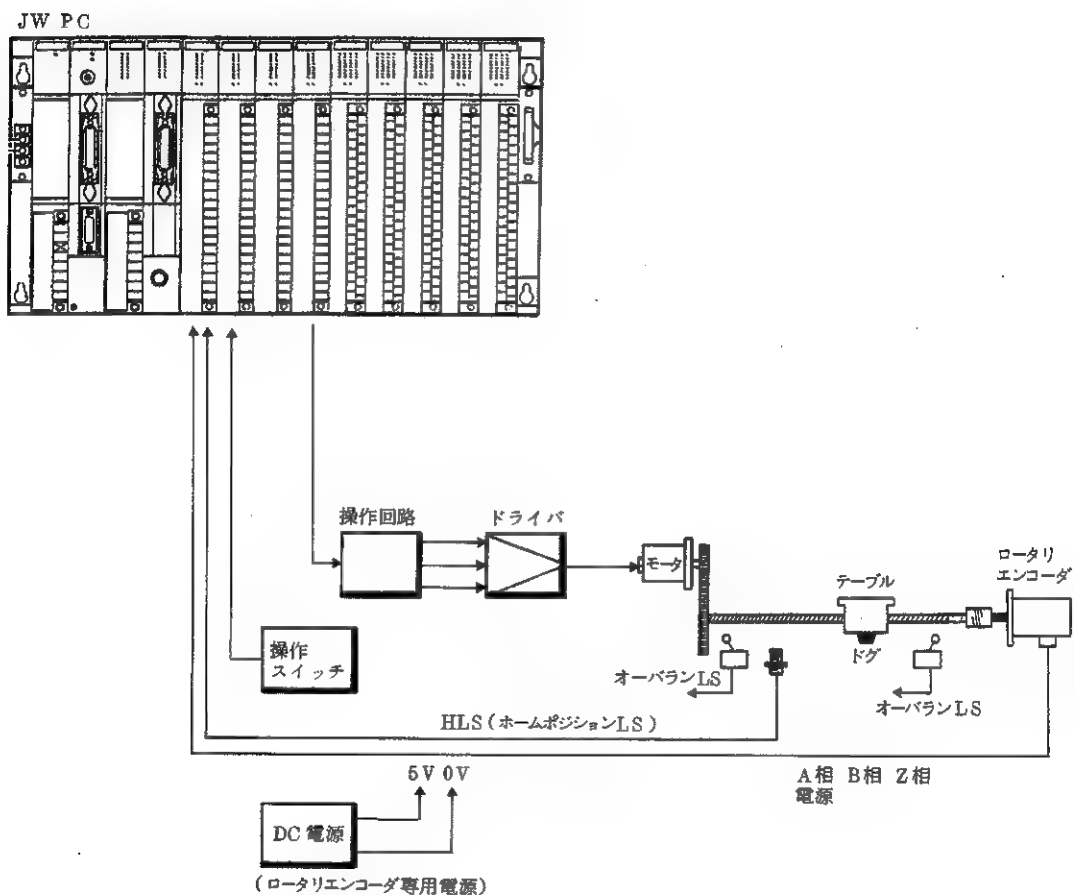 JW PC
操作回路
ドライバ
モータ
テーブル
ロータリ
エンコーダ
ドグ
操作
スイッチ
オーバランLS
オーバランLS
HLS(ホームポジションLS)
5V 0V
A相 B相 Z相
電源
DC電源
(ロータリエンコーダ専用電源)